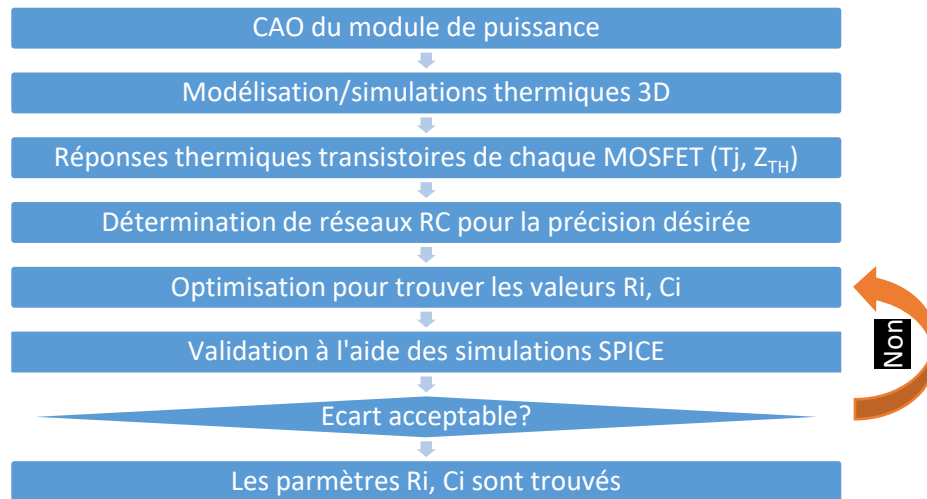 CAO du module de puissance
Modélisation/simulations thermiques 3D
Réponses thermiques transistoires de chaque MOSFET (Tj, Z_TH)
Détermination de réseaux RC pour la précision désirée
Optimisation pour trouver les valeurs Ri, Ci
Validation à l'aide des simulations SPICE
Non
Ecart acceptable?
Les parmètres Ri, Ci sont trouvés